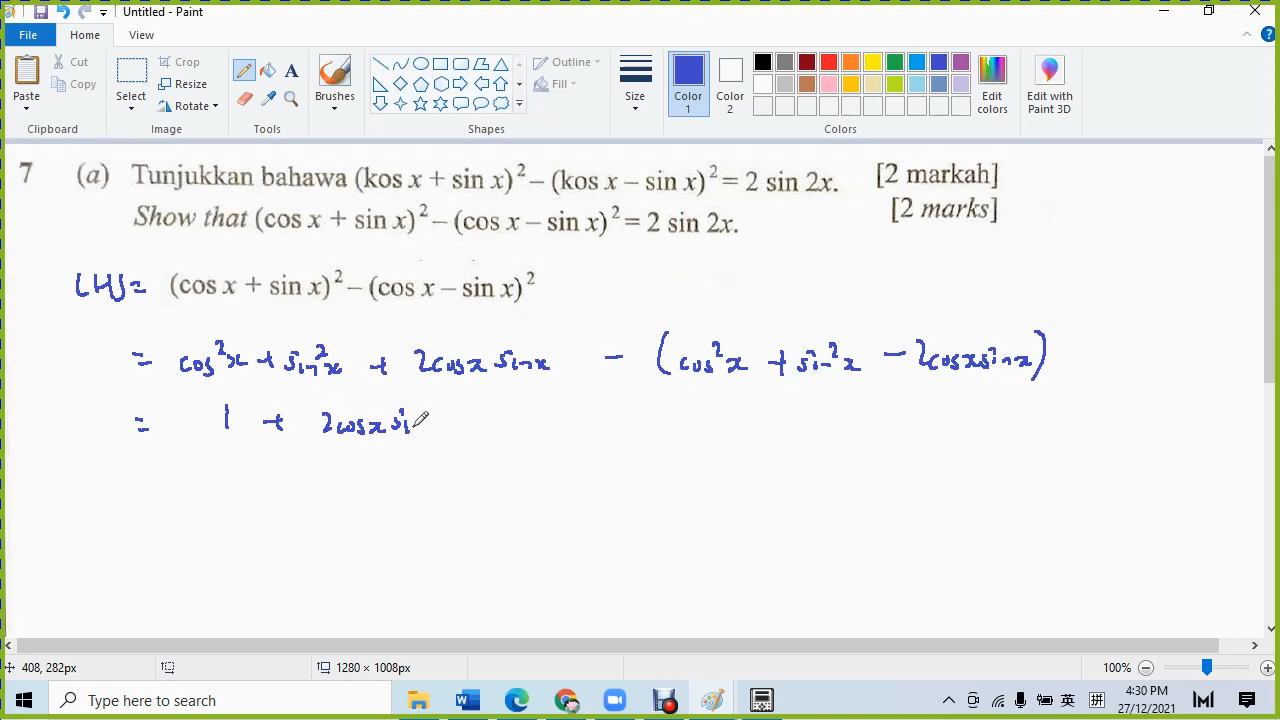 Untitled - Paint
File Home View
Paste Cut Copy Clipboard
Select Crop Resize Rotate Image
Tools
Brushes
Outline Fill Shapes
Size
Color 1 Color 2 Edit colors Colors
Edit with Paint 3D
7 (a) Tunjukkan bahawa (kos x + sin x)² – (kos x – sin x)² = 2 sin 2x. [2 markah]
Show that (cos x + sin x)² – (cos x – sin x)² = 2 sin 2x. [2 marks]
LHS = (cos x + sin x)² – (cos x – sin x)²
= cos²x + sin²x + 2cosx sinx – (cos²x + sin²x – 2cosxsinx)
= 1 + 2cosx si
408, 282px 1280 × 1008px 100%
Type here to search 英 拼 4:30 PM
27/12/2021